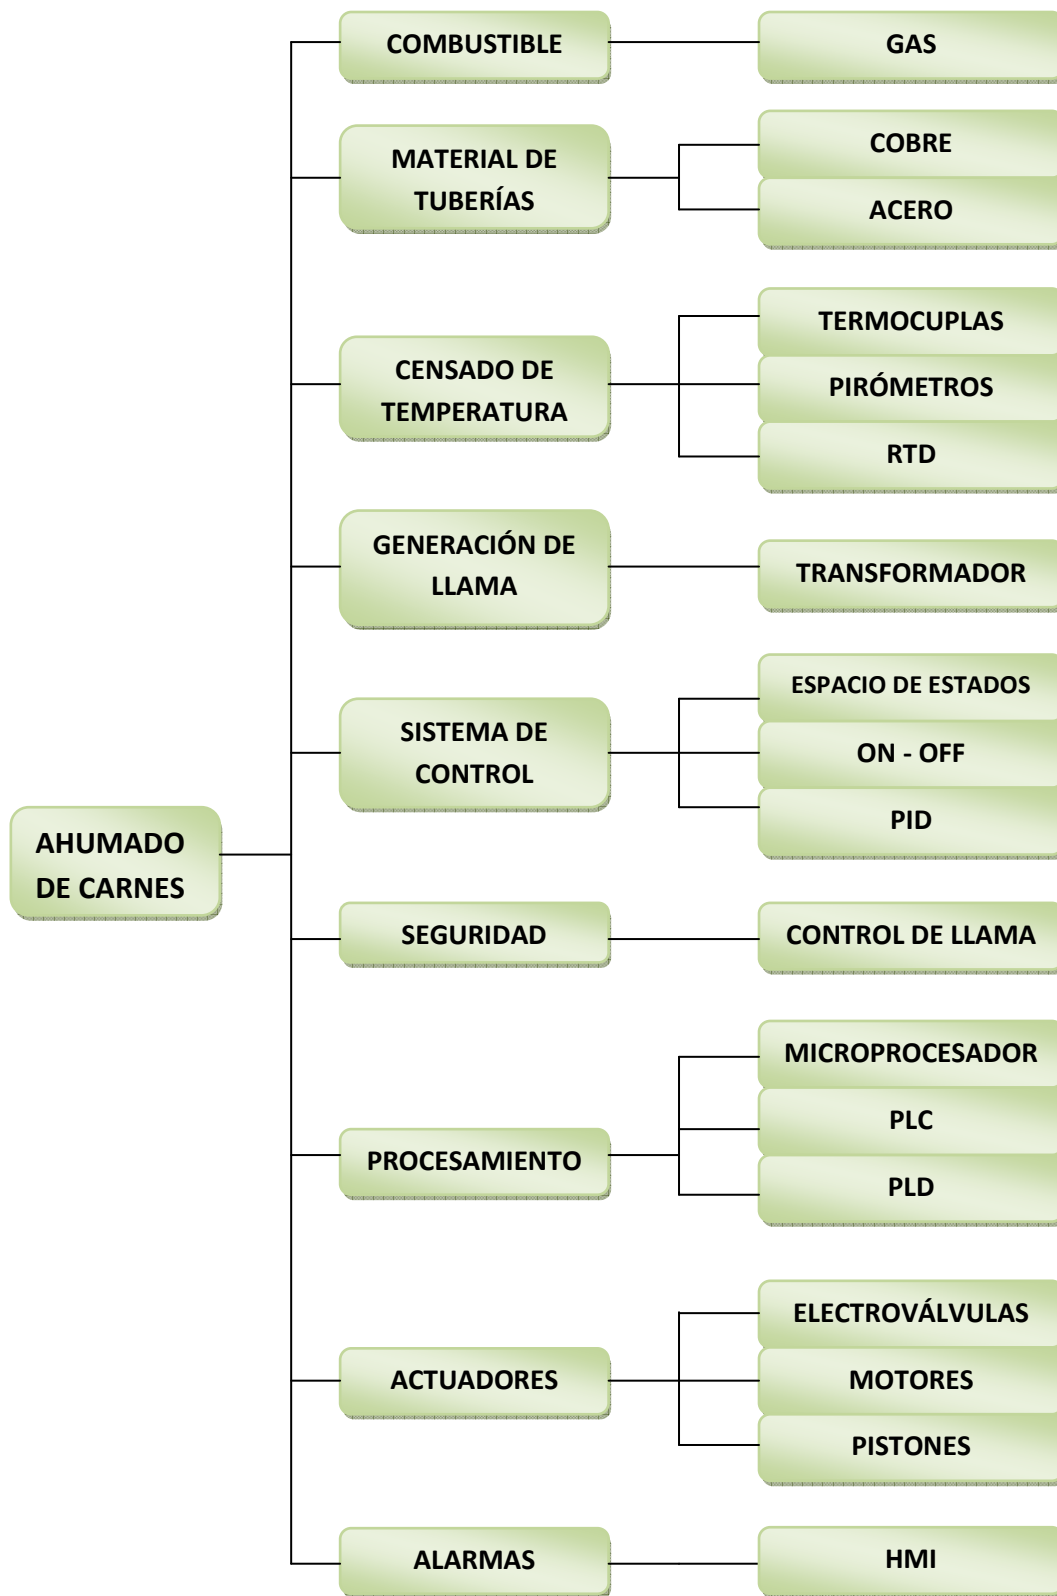 COMBUSTIBLE
GAS
MATERIAL DE
TUBERÍAS
COBRE
ACERO
CENSADO DE
TEMPERATURA
TERMOCUPLAS
PIRÓMETROS
RTD
GENERACIÓN DE
LLAMA
TRANSFORMADOR
SISTEMA DE
CONTROL
ESPACIO DE ESTADOS
ON - OFF
PID
AHUMADO
DE CARNES
SEGURIDAD
CONTROL DE LLAMA
PROCESAMIENTO
MICROPROCESADOR
PLC
PLD
ACTUADORES
ELECTROVÁLVULAS
MOTORES
PISTONES
ALARMAS
HMI